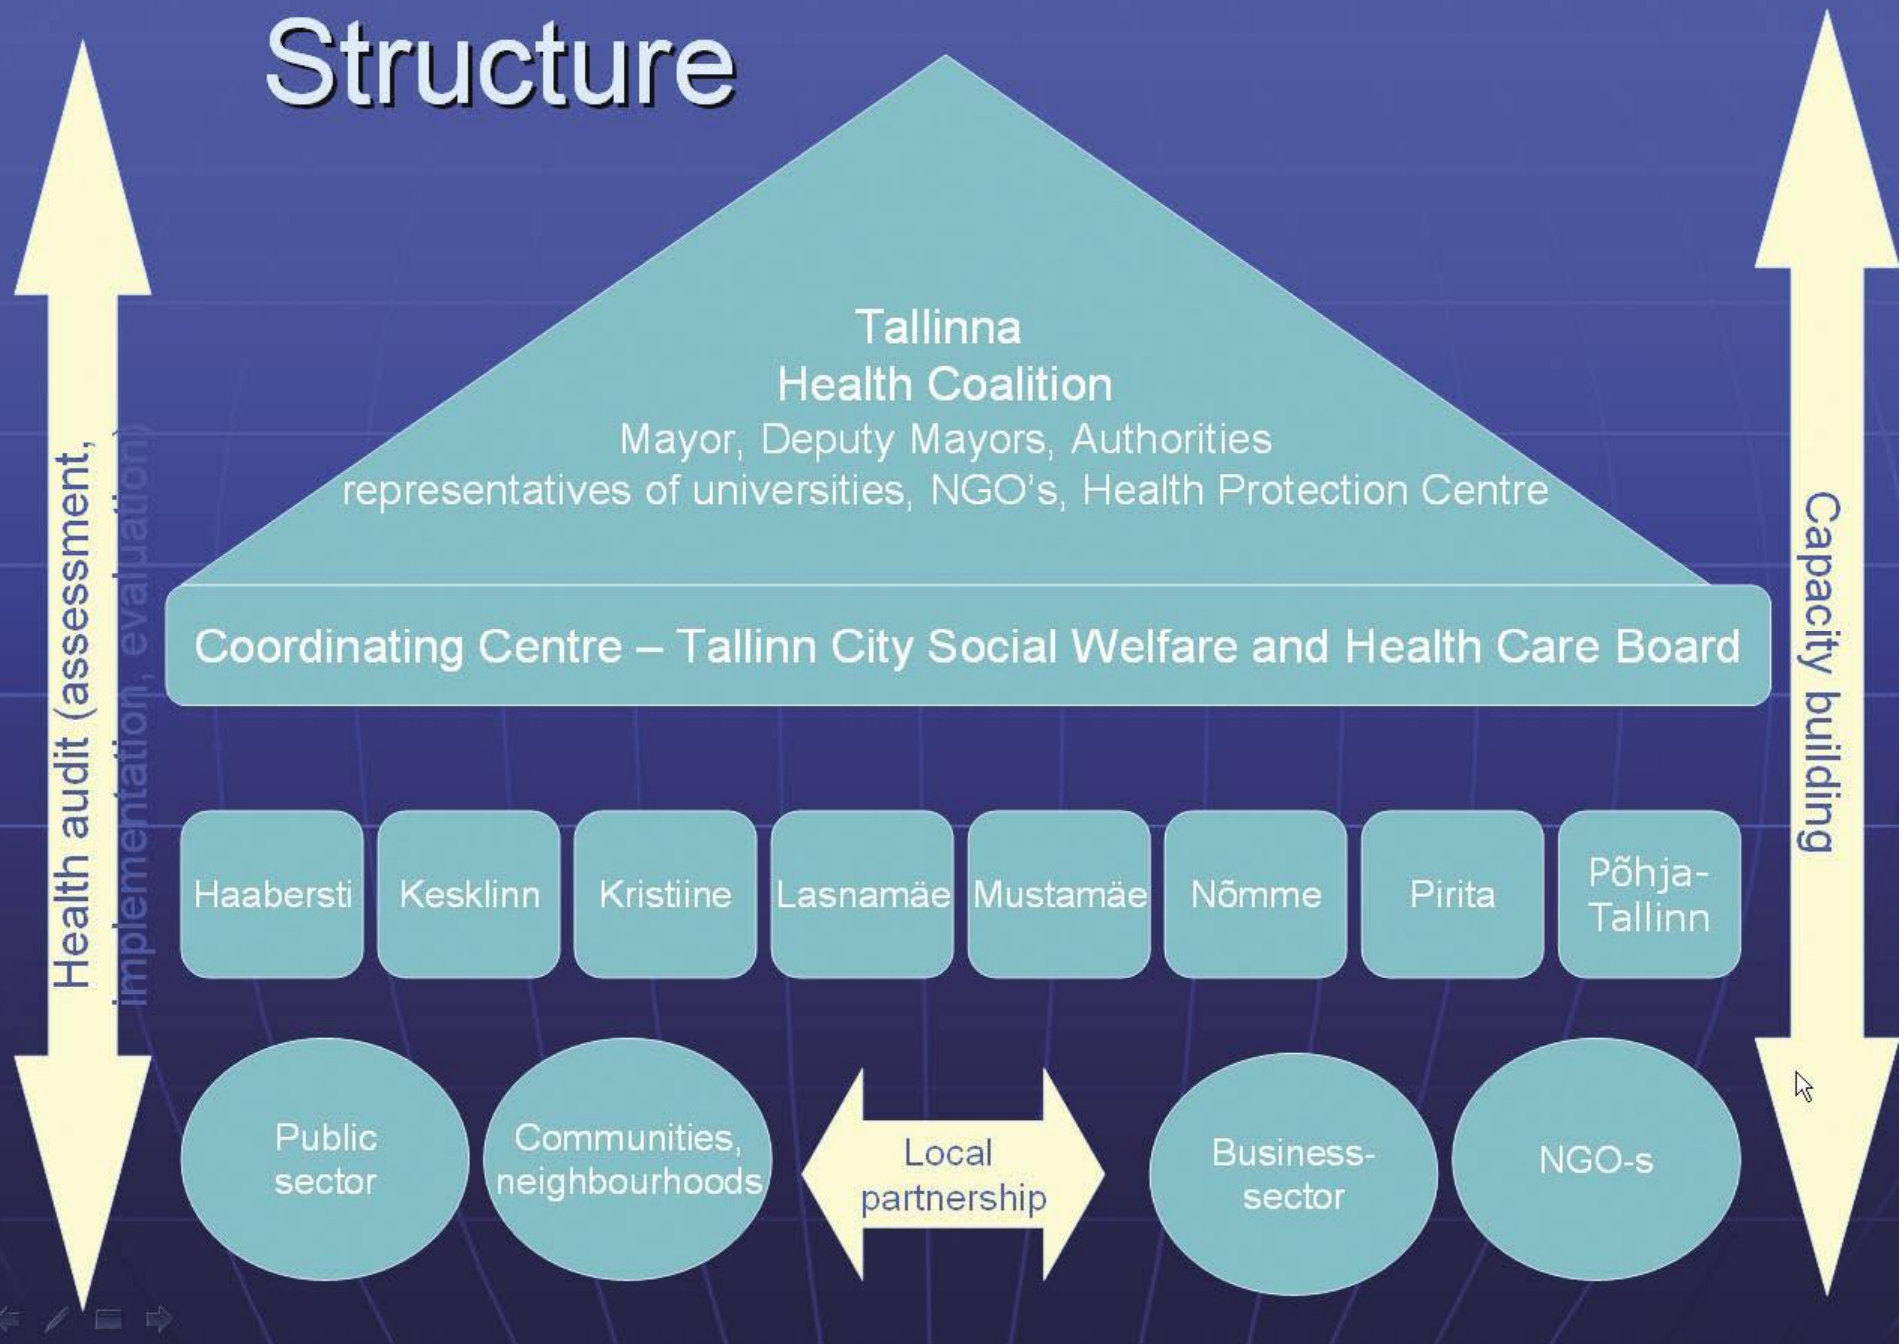 Structure
Tallinna
Health Coalition
Mayor, Deputy Mayors, Authorities
representatives of universities, NGO's, Health Protection Centre
Coordinating Centre – Tallinn City Social Welfare and Health Care Board
Health audit (assessment,
implementation, evaluation)
Capacity building
Haabersti
Kesklinn
Kristiine
Lasnamäe
Mustamäe
Nõmme
Pirita
Põhja-
Tallinn
Public
sector
Communities,
neighbourhoods
Local
partnership
Business-
sector
NGO-s